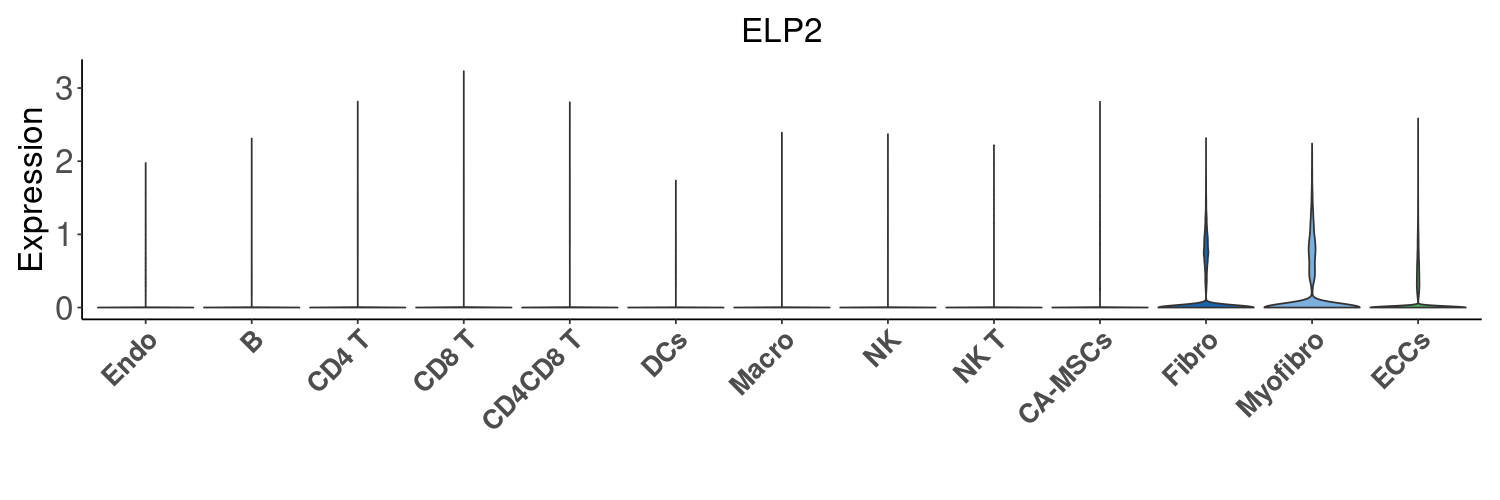 ELP2
Expression
3
2
1
0
Endo
B
CD4 T
CD8 T
CD4CD8 T
DCs
Macro
NK
NK T
CA-MSCs
Fibro
Myofibro
ECCs